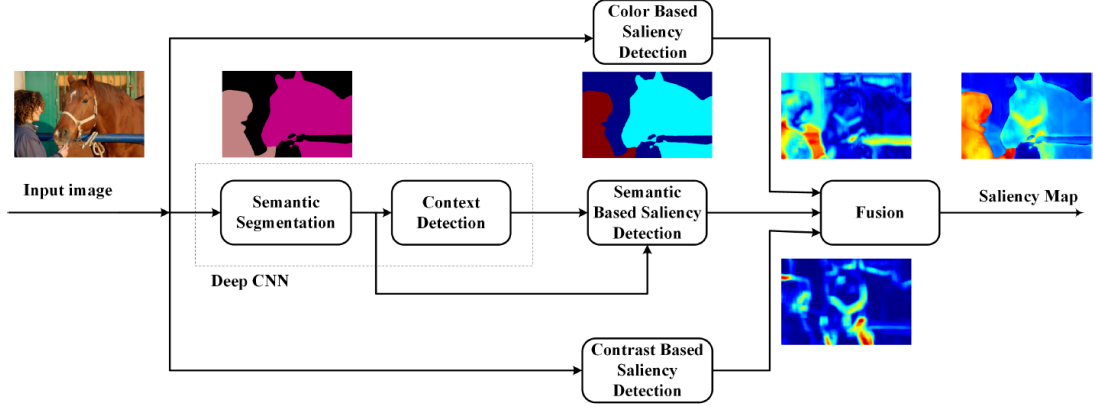 Color Based
Saliency
Detection
Input image
Semantic
Segmentation
Context
Detection
Semantic
Based Saliency
Detection
Fusion
Saliency Map
Deep CNN
Contrast Based
Saliency
Detection